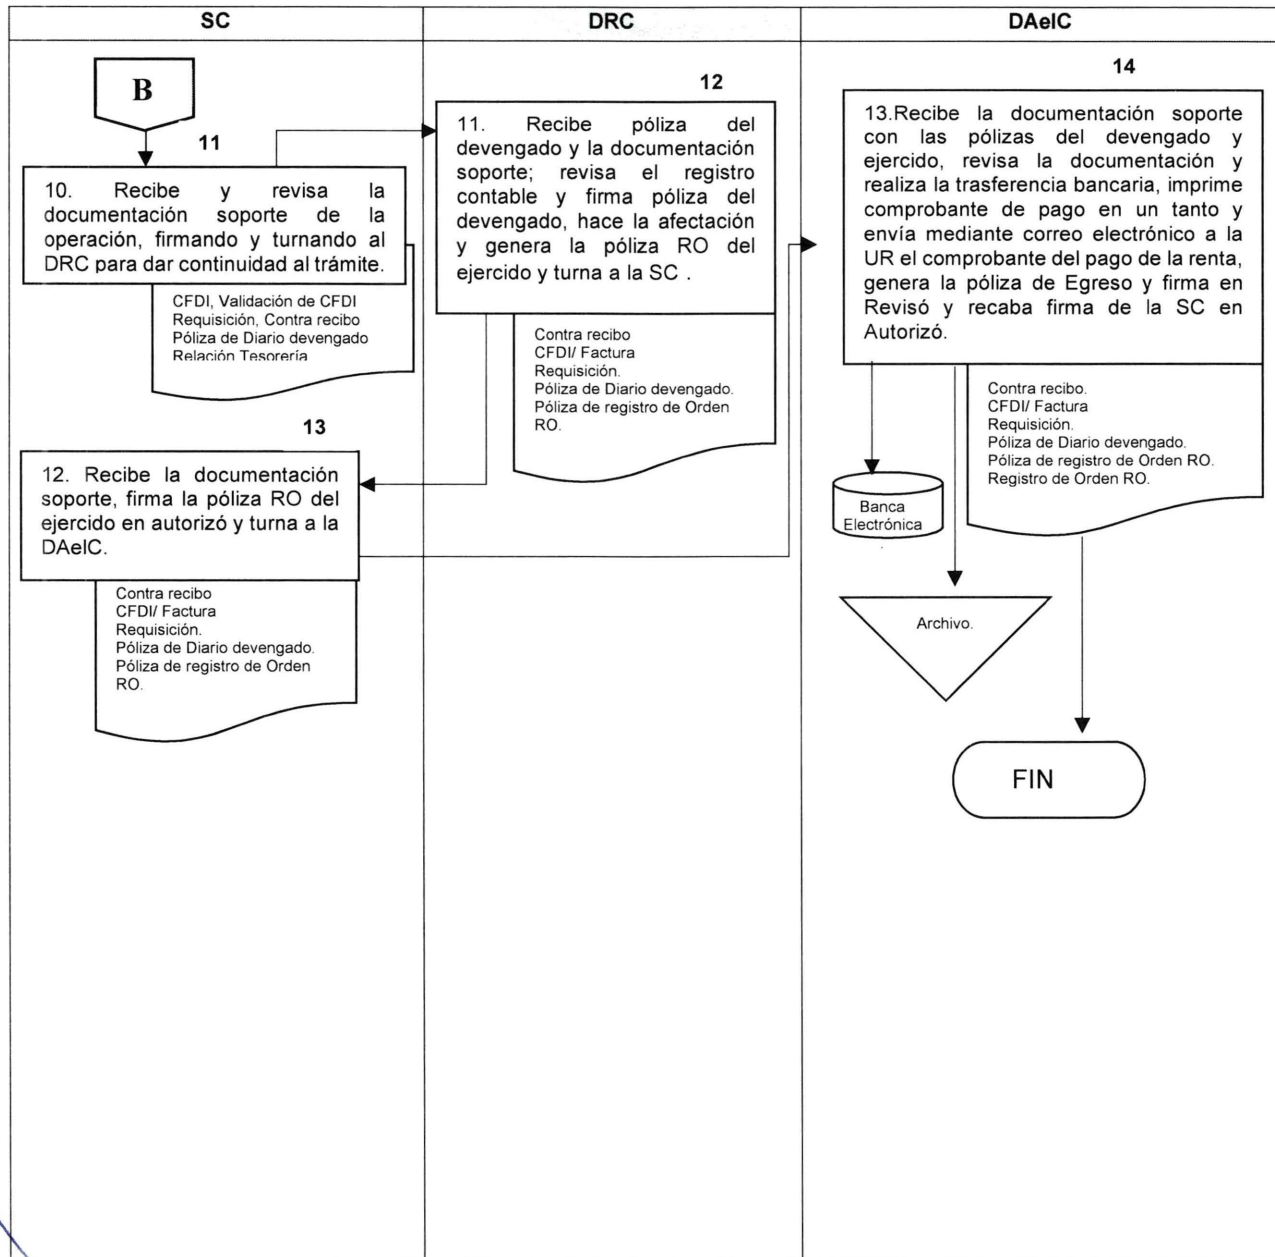 SC
DRC
DAeIC
B
11
10. Recibe y revisa la
documentación soporte de la
operación, firmando y turnando al
DRC para dar continuidad al trámite.
CFDI, Validación de CFDI
Requisición, Contra recibo
Póliza de Diario devengado
Relación Tesorería
12
11. Recibe póliza del
devengado y la documentación
soporte; revisa el registro
contable y firma póliza del
devengado, hace la afectación
y genera la póliza RO del
ejercido y turna a la SC .
Contra recibo
CFDI/ Factura
Requisición.
Póliza de Diario devengado.
Póliza de registro de Orden
RO.
13
12. Recibe la documentación
soporte, firma la póliza RO del
ejercido en autorizó y turna a la
DAeIC.
Contra recibo
CFDI/ Factura
Requisición.
Póliza de Diario devengado.
Póliza de registro de Orden
RO.
14
13.Recibe la documentación soporte
con las pólizas del devengado y
ejercido, revisa la documentación y
realiza la trasferencia bancaria, imprime
comprobante de pago en un tanto y
envía mediante correo electrónico a la
UR el comprobante del pago de la renta,
genera la póliza de Egreso y firma en
Revisó y recaba firma de la SC en
Autorizó.
Contra recibo.
CFDI/ Factura
Requisición.
Póliza de Diario devengado.
Póliza de registro de Orden RO.
Registro de Orden RO.
Banca
Electrónica
Archivo.
FIN